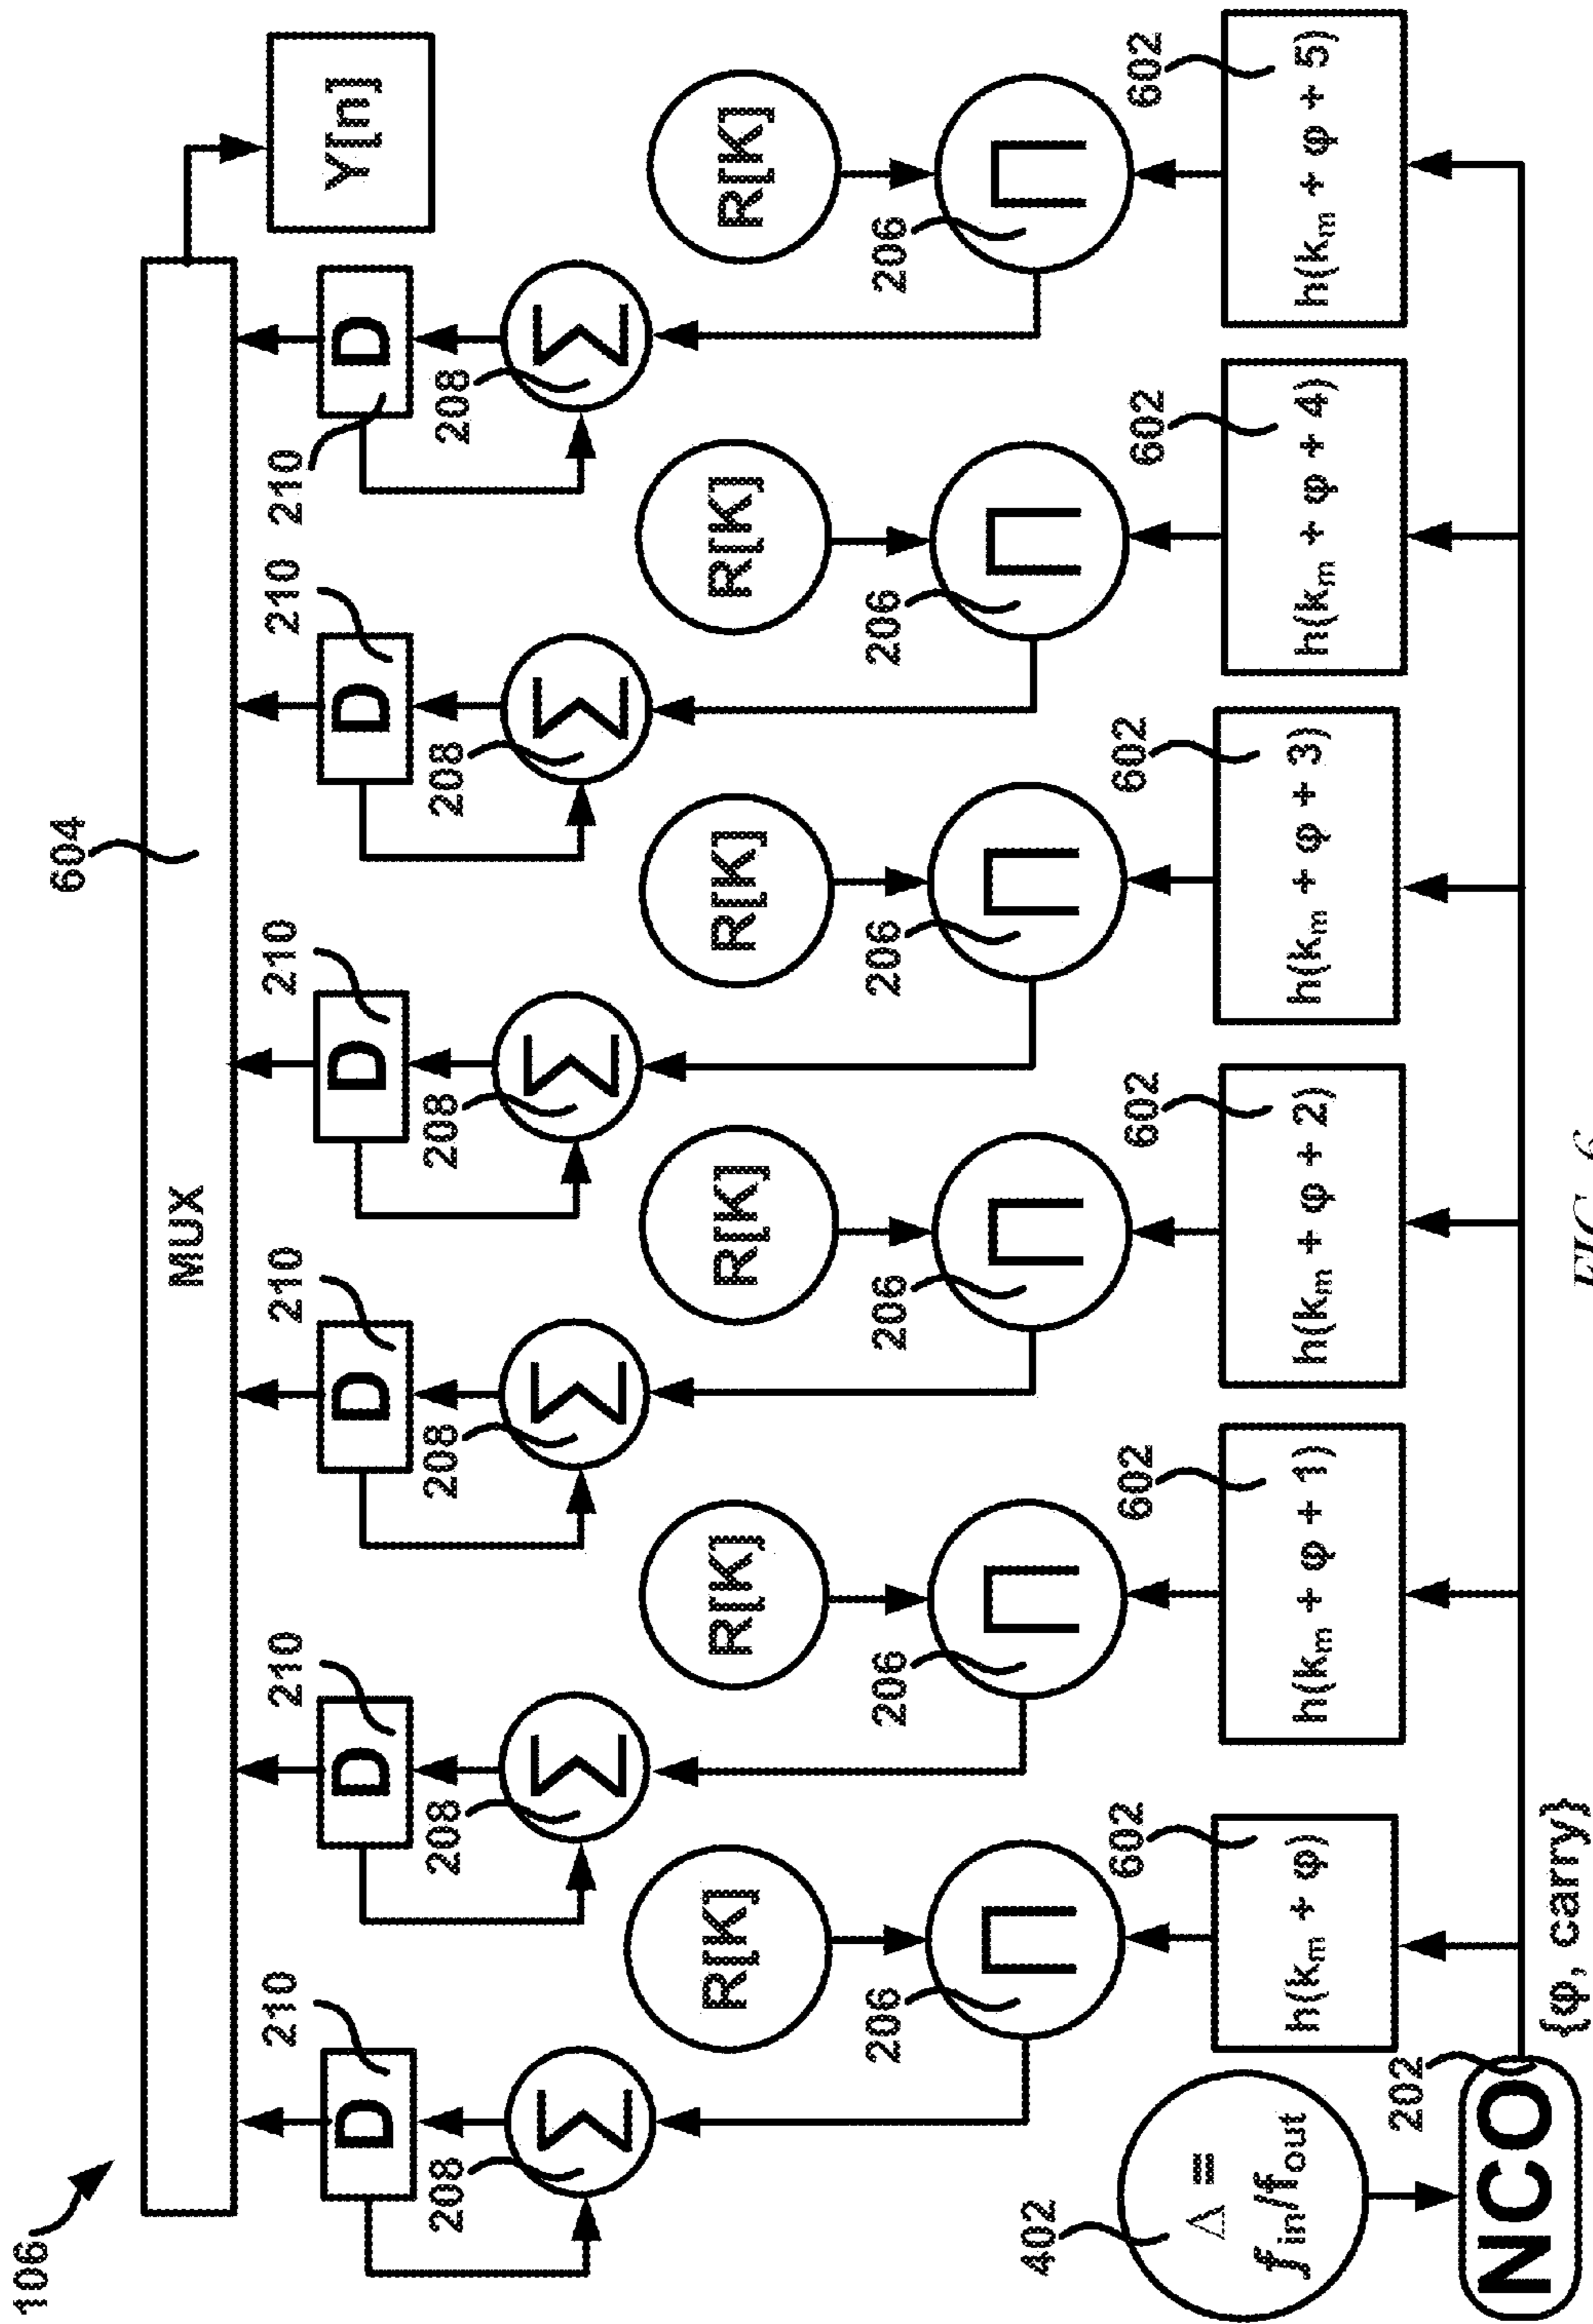 106
604
MUX
210 210 210 210 210 210
D D D D D D Y[n]
208 208 208 208 208 208
Σ Σ Σ Σ Σ Σ
R[K] R[K] R[K] R[K] R[K] R[K]
206 206 206 206 206 206
Π Π Π Π Π Π
402 602 602 602 602 602 602
Δ =
fin/fout
h(km + φ) h(km + φ + 1) h(km + φ + 2) h(km + φ + 3) h(km + φ + 4) h(km + φ + 5)
202
NCO {φ, carry}
FIG. 6